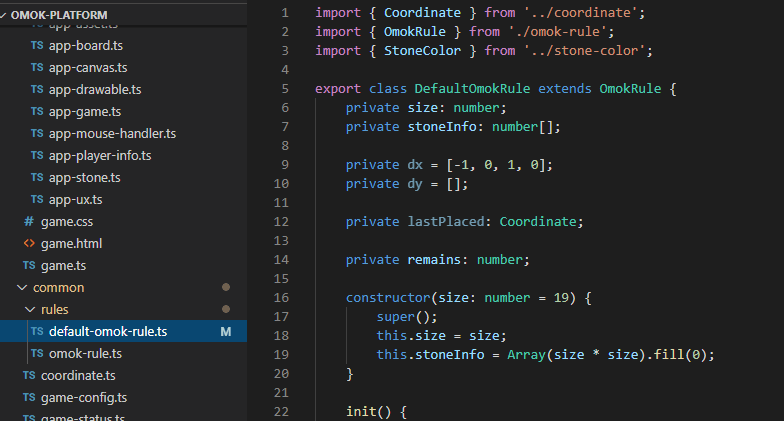 OMOK-PLATFORM
TS app-asset.ts
TS app-board.ts
TS app-canvas.ts
TS app-drawable.ts
TS app-game.ts
TS app-mouse-handler.ts
TS app-player-info.ts
TS app-stone.ts
TS app-ux.ts
# game.css
<> game.html
TS game.ts
common
rules
TS default-omok-rule.ts M
TS omok-rule.ts
TS coordinate.ts
TS game-config.ts
TS game-status.ts
1 import { Coordinate } from '../coordinate';
2 import { OmokRule } from './omok-rule';
3 import { StoneColor } from '../stone-color';
4
5 export class DefaultOmokRule extends OmokRule {
6 private size: number;
7 private stoneInfo: number[];
8
9 private dx = [-1, 0, 1, 0];
10 private dy = [];
11
12 private lastPlaced: Coordinate;
13
14 private remains: number;
15
16 constructor(size: number = 19) {
17 super();
18 this.size = size;
19 this.stoneInfo = Array(size * size).fill(0);
20 }
21
22 init() {